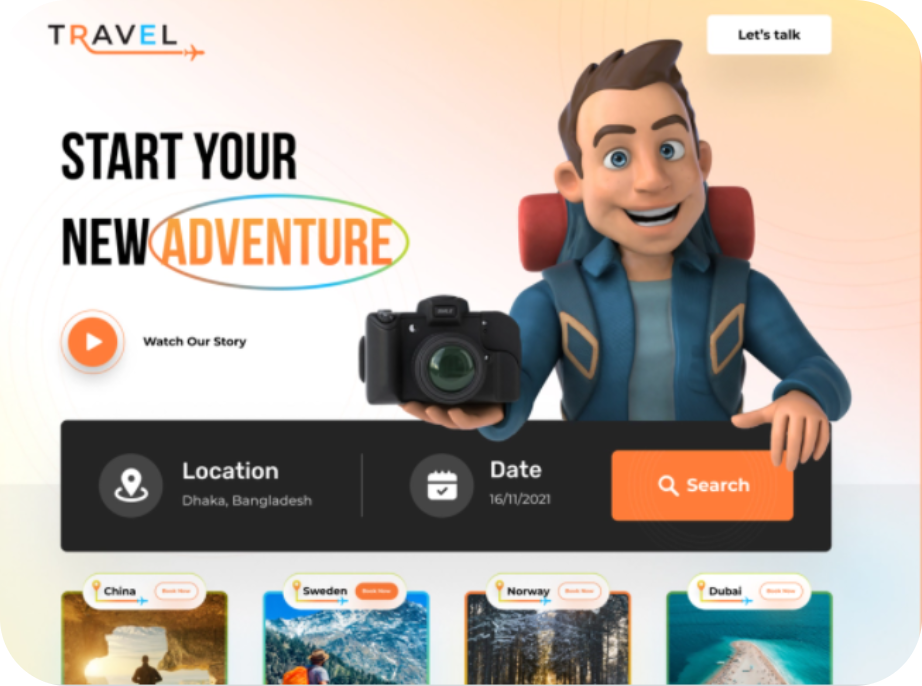 TRAVEL
Let's talk
START YOUR
NEW ADVENTURE
Watch Our Story
Location
Dhaka, Bangladesh
Date
16/11/2021
Search
China
Book Now
Sweden
Book Now
Norway
Book Now
Dubai
Book Now